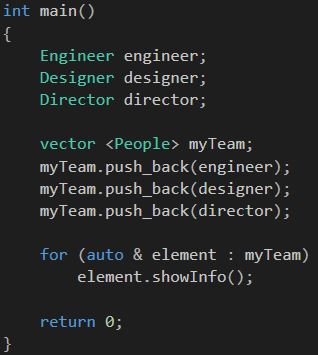 int main()
{
    Engineer engineer;
    Designer designer;
    Director director;

    vector <People> myTeam;
    myTeam.push_back(engineer);
    myTeam.push_back(designer);
    myTeam.push_back(director);

    for (auto & element : myTeam)
        element.showInfo();

    return 0;
}